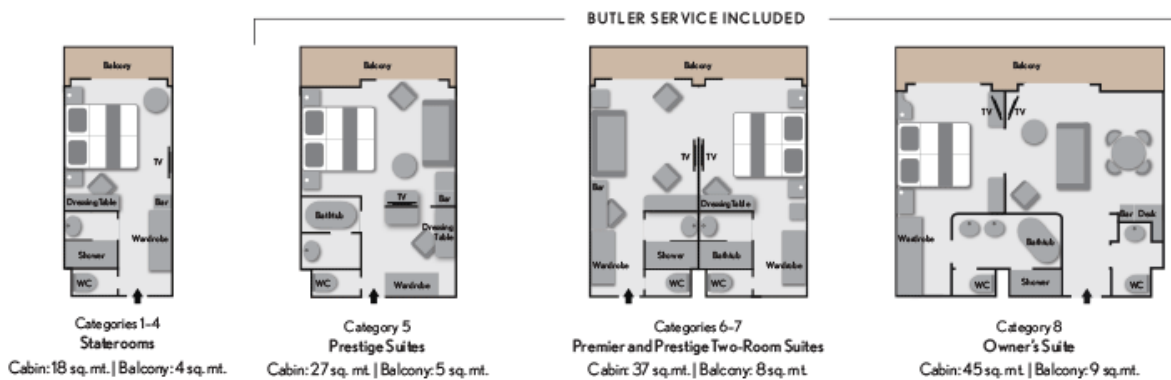 BUTLER SERVICE INCLUDED
Balcony
TV
Dressing Table
Bar
Wardrobe
Shower
WC
Categories 1-4
Staterooms
Cabin: 18 sq. mt. | Balcony: 4 sq. mt.
Balcony
TV
Bar
Bathtub
Dressing
Table
WC
Wardrobe
Category 5
Prestige Suites
Cabin: 27 sq. mt. | Balcony: 5 sq. mt.
Balcony
TV TV
Bar
Dressing Table
Wardrobe
Shower
Bathtub
Wardrobe
WC
WC
Categories 6-7
Premier and Prestige Two-Room Suites
Cabin: 37 sq. mt. | Balcony: 8 sq. mt.
Balcony
TV TV
Bar Desk
Wardrobe
Bathtub
WC
Shower
WC
Category 8
Owner's Suite
Cabin: 45 sq. mt. | Balcony: 9 sq. mt.